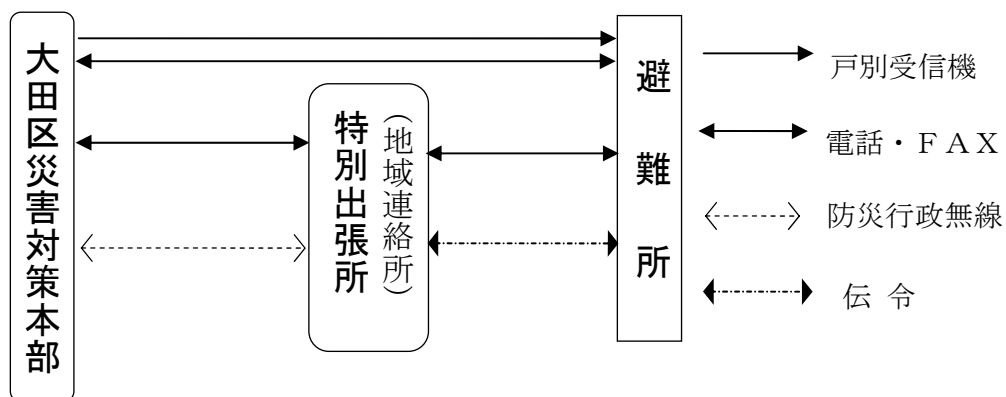 大田区災害対策本部
特別出張所
(地域連絡所)
避難所
戸別受信機
電話・ＦＡＸ
防災行政無線
伝 令